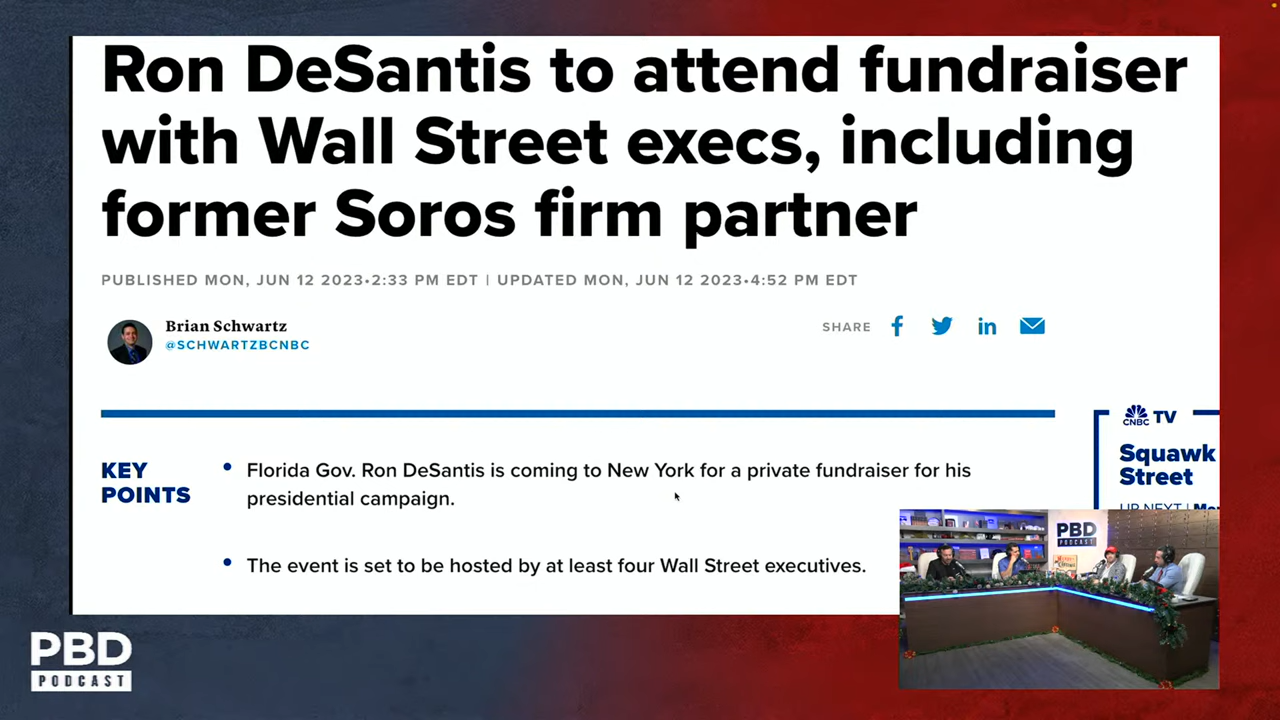 Ron DeSantis to attend fundraiser
with Wall Street execs, including
former Soros firm partner
PUBLISHED MON, JUN 12 2023•2:33 PM EDT | UPDATED MON, JUN 12 2023•4:52 PM EDT
Brian Schwartz
@SCHWARTZBCNBC
SHARE
KEY
POINTS
• Florida Gov. Ron DeSantis is coming to New York for a private fundraiser for his
presidential campaign.
• The event is set to be hosted by at least four Wall Street executives.
CNBC TV
Squawk
Street
UP NEXT |
PBD
PODCAST
PBD
PODCAST